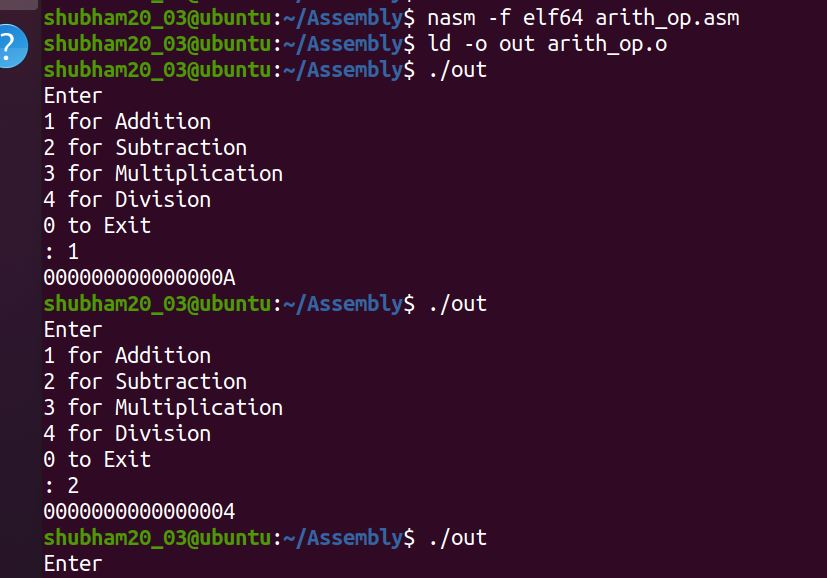 shubham20_03@ubuntu:~/Assembly$ nasm -f elf64 arith_op.asm
shubham20_03@ubuntu:~/Assembly$ ld -o out arith_op.o
shubham20_03@ubuntu:~/Assembly$ ./out
Enter
1 for Addition
2 for Subtraction
3 for Multiplication
4 for Division
0 to Exit
: 1
000000000000000A
shubham20_03@ubuntu:~/Assembly$ ./out
Enter
1 for Addition
2 for Subtraction
3 for Multiplication
4 for Division
0 to Exit
: 2
0000000000000004
shubham20_03@ubuntu:~/Assembly$ ./out
Enter